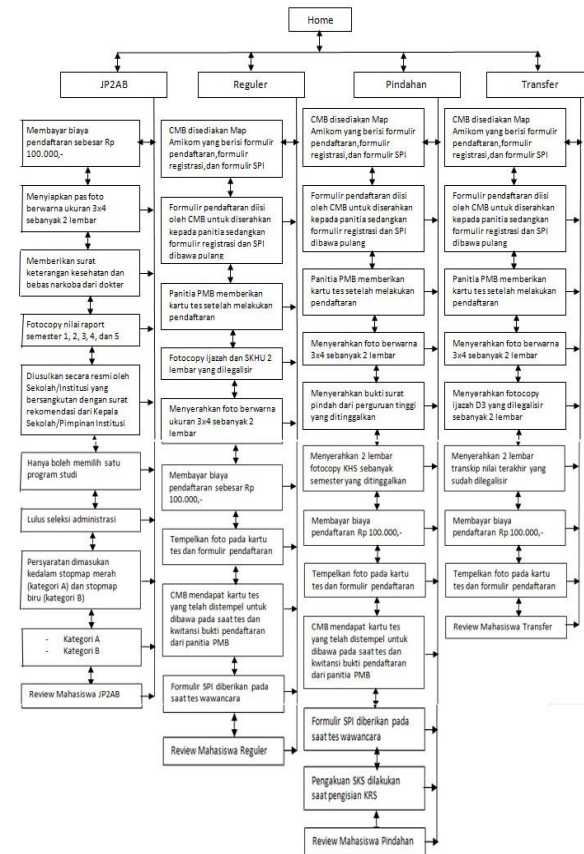 Home
JP2AB
Reguler
Pindahan
Transfer
Membayar biaya
pendaftaran sebesar Rp
100.000,-
Menyiapkan pas foto
berwarna ukuran 3x4
sebanyak 2 lembar
Memberikan surat
keterangan kesehatan dan
bebas narkoba dari dokter
Fotocopy nilai raport
semester 1, 2, 3, 4, dan 5
Diusulkan secara resmi oleh
Sekolah/Institusi yang
bersangkutan dengan surat
rekomendasi dari Kepala
Sekolah/Pimpinan Institusi
Hanya boleh memilih satu
program studi
Lulus seleksi administrasi
Persyaratan dimasukan
kedalam stopmap merah
(kategori A) dan stopmap
biru (kategori B)
- Kategori A
- Kategori B
Review Mahasiswa JP2AB
CMB disediakan Map
Amikom yang berisi formulir
pendaftaran,formulir
registrasi,dan formulir SPI
Formulir pendaftaran diisi
oleh CMB untuk diserahkan
kepada panitia sedangkan
formulir registrasi dan SPI
dibawa pulang
Panitia PMB memberikan
kartu tes setelah melakukan
pendaftaran
Fotocopy ijazah dan SKHU 2
lembar yang dilegalisir
Menyerahkan foto berwarna
ukuran 3x4 sebanyak 2
lembar
Membayar biaya
pendaftaran sebesar Rp
100.000,-
Tempelkan foto pada kartu
tes dan formulir pendaftaran
CMB mendapat kartu tes
yang telah distempel untuk
dibawa pada saat tes dan
kwitansi bukti pendaftaran
dari panitia PMB
Formulir SPI diberikan pada
saat tes wawancara
Review Mahasiswa Reguler
CMB disediakan Map
Amikom yang berisi formulir
pendaftaran,formulir
registrasi,dan formulir SPI
Formulir pendaftaran diisi
oleh CMB untuk diserahkan
kepada panitia sedangkan
formulir registrasi dan SPI
dibawa pulang
Panitia PMB memberikan
kartu tes setelah melakukan
pendaftaran
Menyerahkan foto berwarna
3x4 sebanyak 2 lembar
Menyerahkan bukti surat
pindah dari perguruan tinggi
yang ditinggalkan
Menyerahkan 2 lembar
fotocopy KHS sebanyak
semester yang ditinggalkan
Membayar biaya
pendaftaran Rp 100.000,-
Tempelkan foto pada kartu
tes dan formulir pendaftaran
CMB mendapat kartu tes
yang telah distempel untuk
dibawa pada saat tes dan
kwitansi bukti pendaftaran
dari panitia PMB
Formulir SPI diberikan pada
saat tes wawancara
Pengakuan SKS dilakukan
saat pengisian KRS
Review Mahasiswa Pindahan
CMB disediakan Map
Amikom yang berisi formulir
pendaftaran,formulir
registrasi,dan formulir SPI
Formulir pendaftaran diisi
oleh CMB untuk diserahkan
kepada panitia sedangkan
formulir registrasi dan SPI
dibawa pulang
Panitia PMB memberikan
kartu tes setelah melakukan
pendaftaran
Menyerahkan foto berwarna
3x4 sebanyak 2 lembar
Menyerahkan fotocopy
ijazah D3 yang dilegalisir
sebanyak 2 lembar
Menyerahkan 2 lembar
transkip nilai terakhir yang
sudah dilegalisir
Membayar biaya
pendaftaran Rp 100.000,-
Tempelkan foto pada kartu
tes dan formulir pendaftaran
Review Mahasiswa Transfer